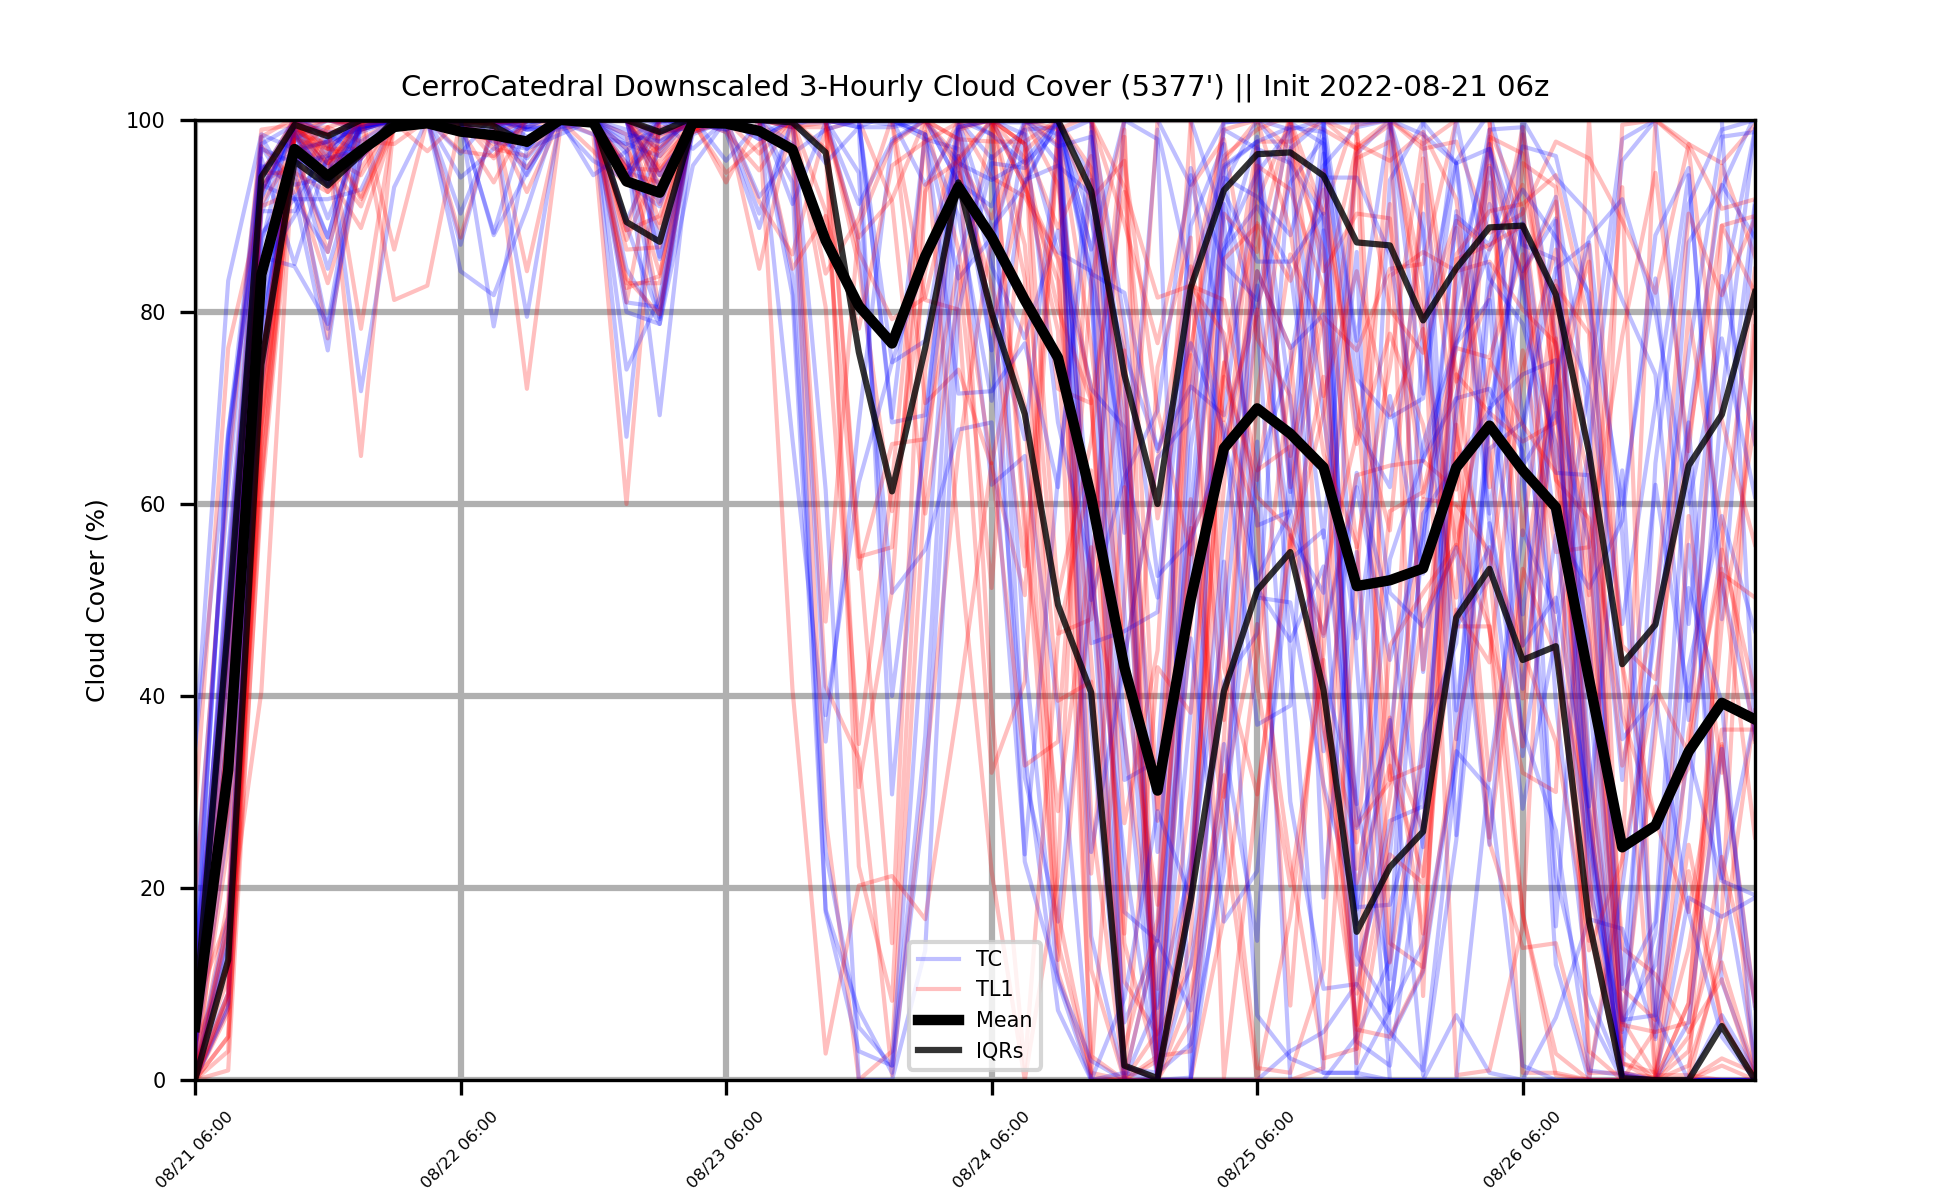 CerroCatedral Downscaled 3-Hourly Cloud Cover (5377') || Init 2022-08-21 06z
Cloud Cover (%)
100
80
60
40
20
0
TC
TL1
Mean
IQRs
08/21 06:00
08/22 06:00
08/23 06:00
08/24 06:00
08/25 06:00
08/26 06:00